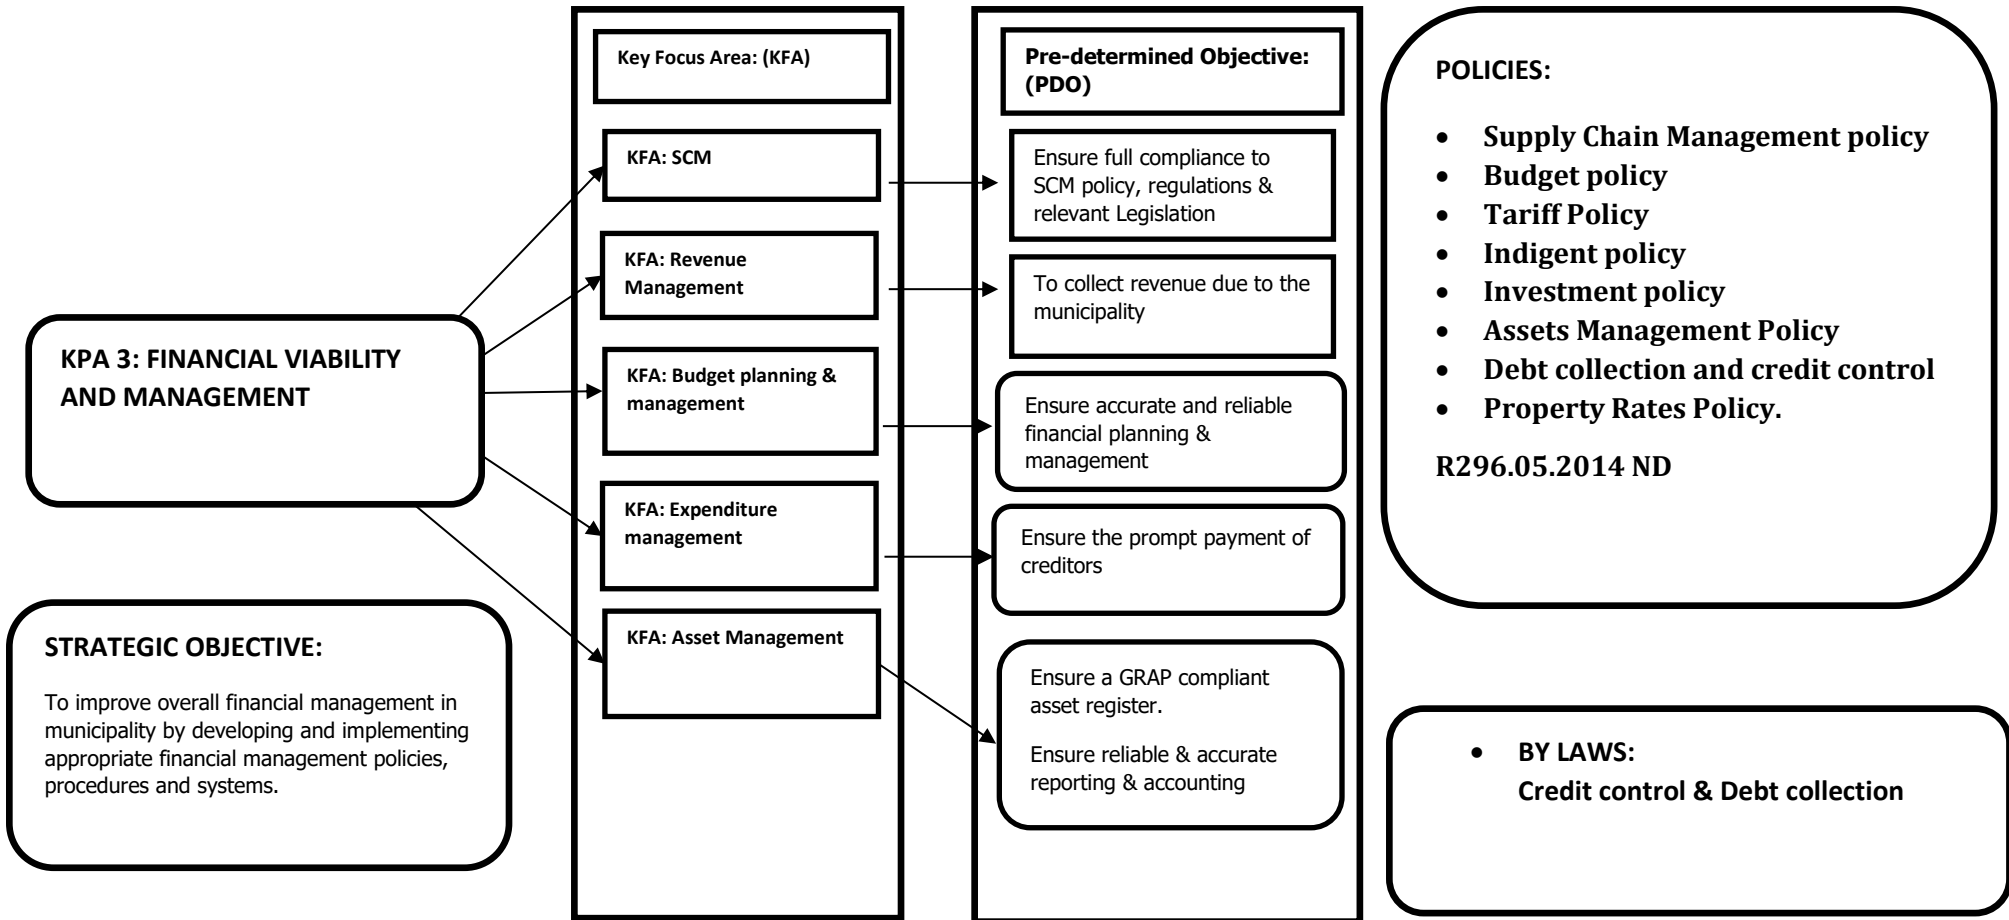 KPA 3: FINANCIAL VIABILITY
AND MANAGEMENT
STRATEGIC OBJECTIVE:
To improve overall financial management in
municipality by developing and implementing
appropriate financial management policies,
procedures and systems.
Key Focus Area: (KFA)
KFA: SCM
KFA: Revenue
Management
KFA: Budget planning &
management
KFA: Expenditure
management
KFA: Asset Management
Pre-determined Objective:
(PDO)
Ensure full compliance to
SCM policy, regulations &
relevant Legislation
To collect revenue due to the
municipality
Ensure accurate and reliable
financial planning &
management
Ensure the prompt payment of
creditors
Ensure a GRAP compliant
asset register.
Ensure reliable & accurate
reporting & accounting
POLICIES:
• Supply Chain Management policy
• Budget policy
• Tariff Policy
• Indigent policy
• Investment policy
• Assets Management Policy
• Debt collection and credit control
• Property Rates Policy.
R296.05.2014 ND
• BY LAWS:
Credit control & Debt collection